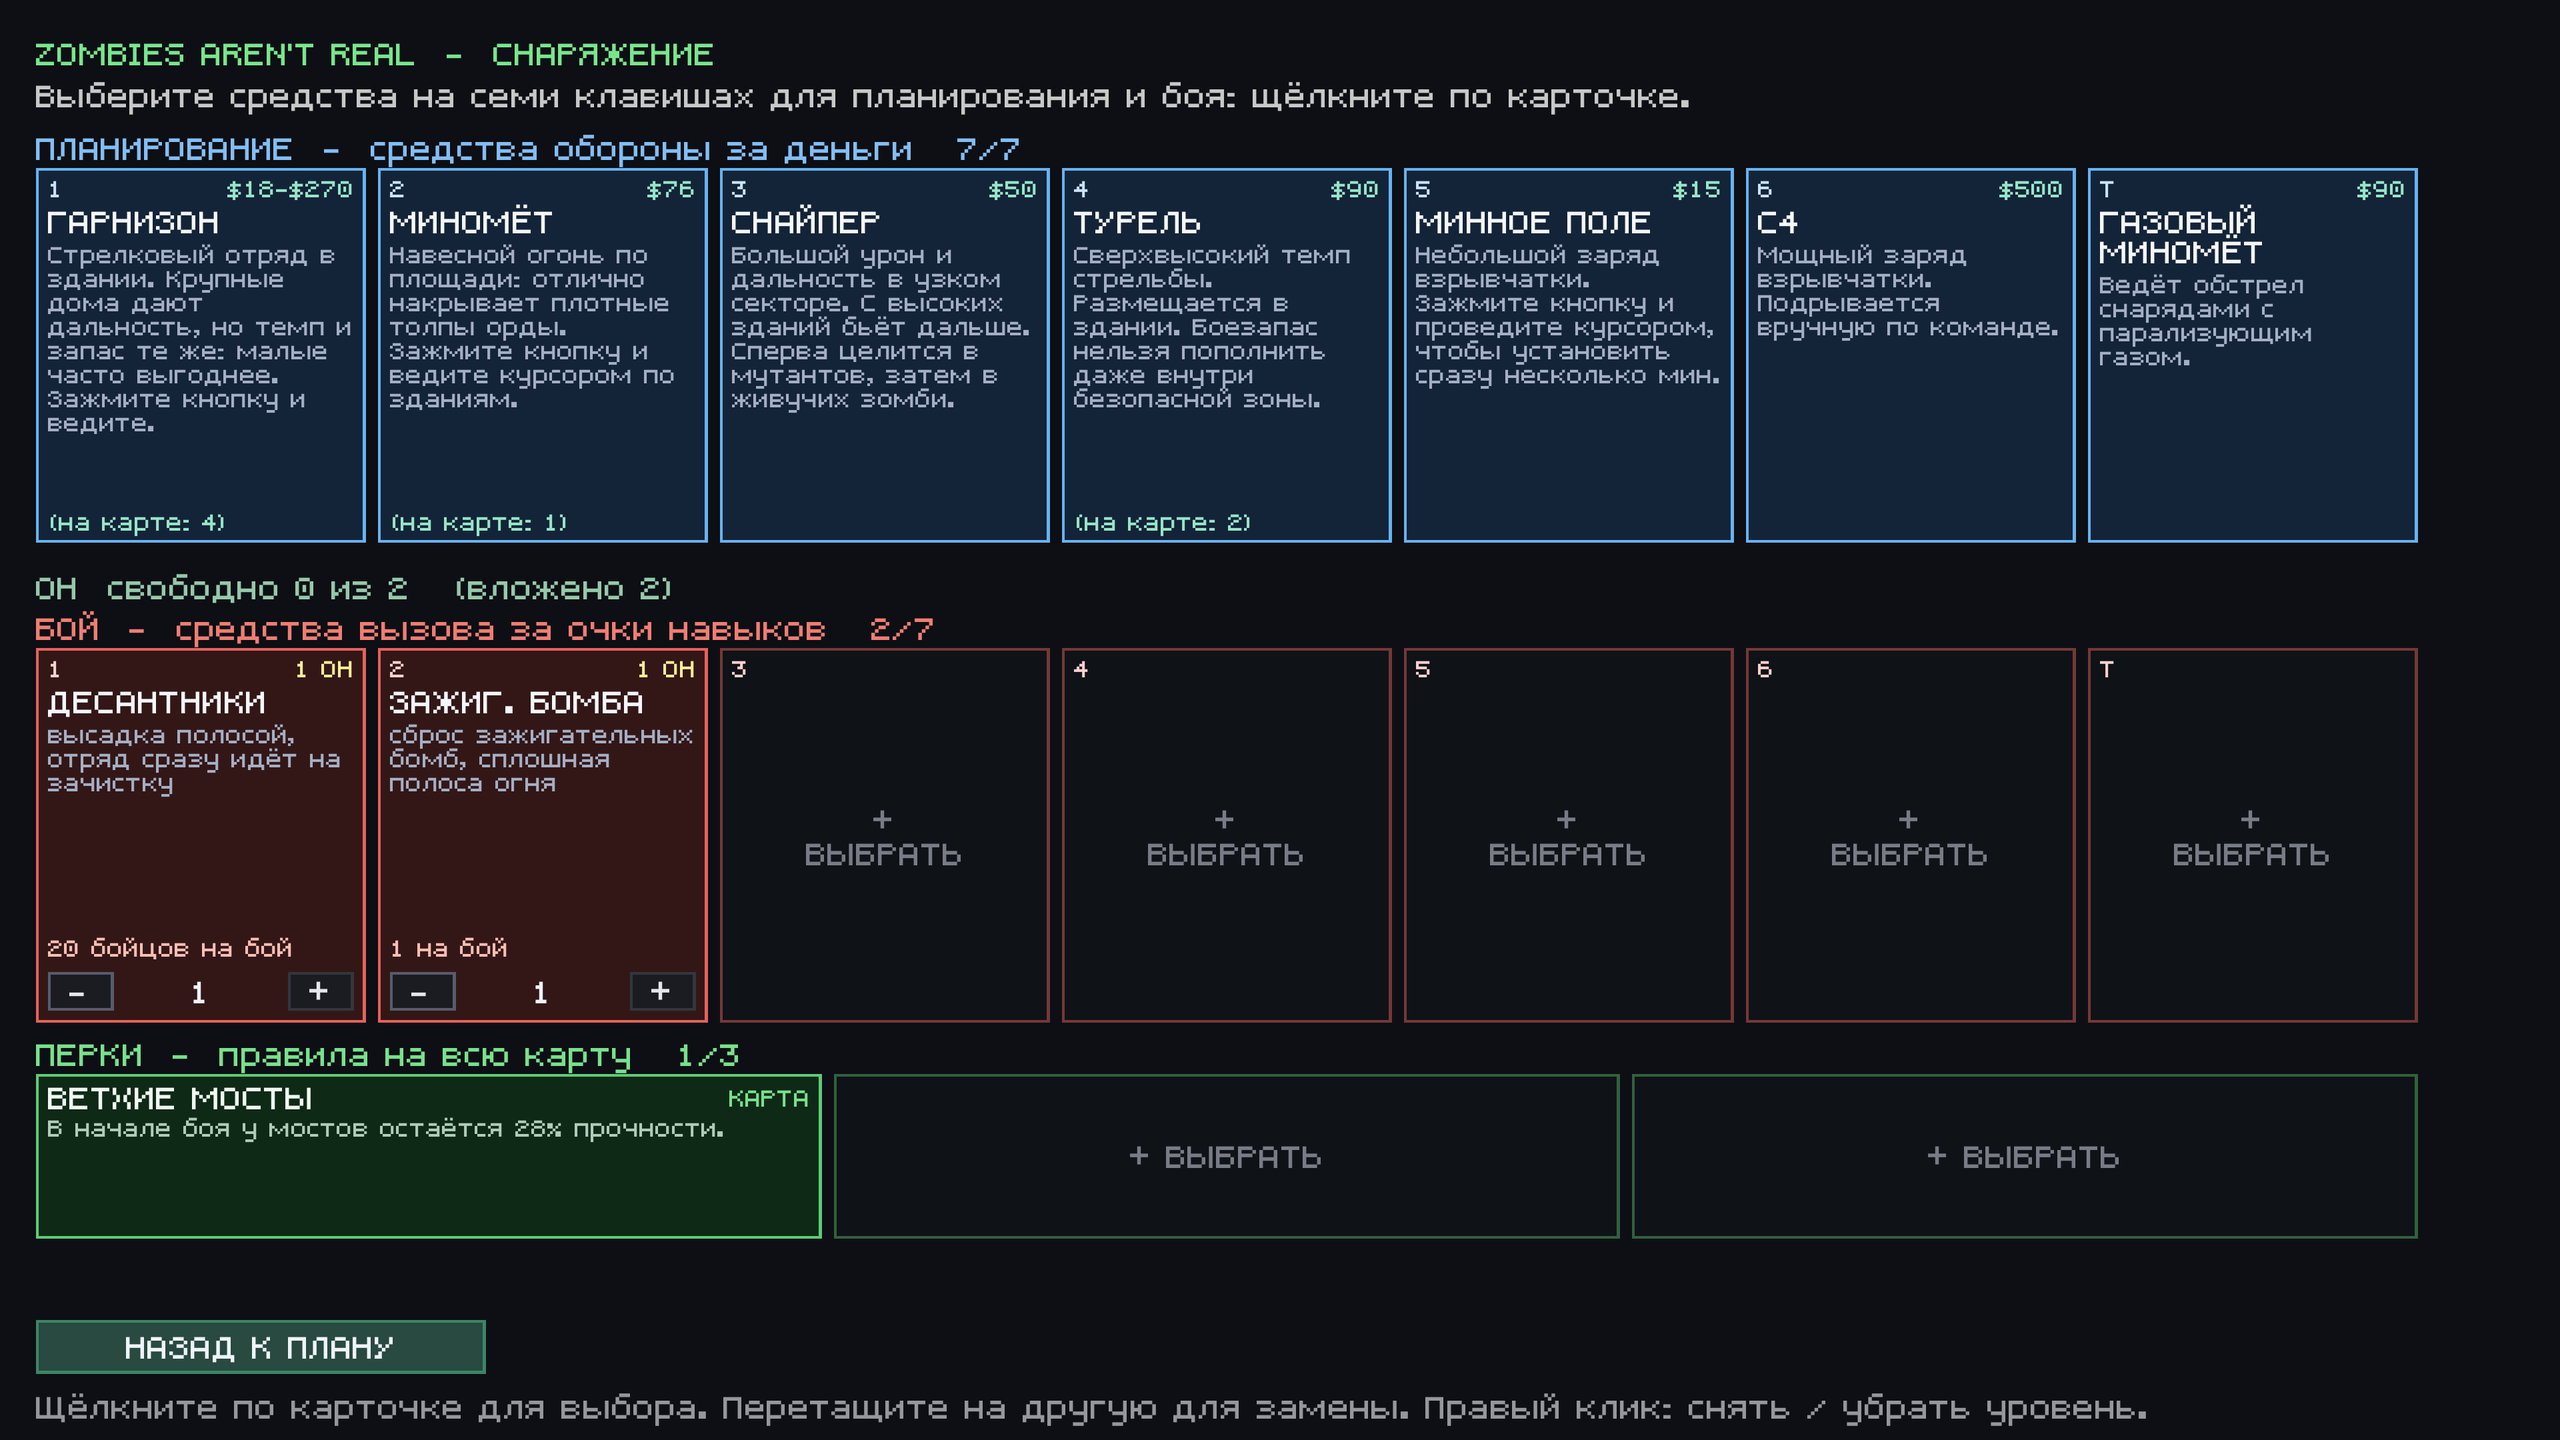 ZOMBIES AREN'T REAL - СНАРЯЖЕНИЕ
Выберите средства на семи клавишах для планирования и боя: щёлкните по карточке.
ПЛАНИРОВАНИЕ - средства обороны за деньги 7/7
1 $18-$270
ГАРНИЗОН
Стрелковый отряд в
здании. Крупные
дома дают
дальность, но темп и
запас те же: малые
часто выгоднее.
Зажмите кнопку и
ведите.
(на карте: 4)
2 $76
МИНОМЁТ
Навесной огонь по
площади: отлично
накрывает плотные
толпы орды.
Зажмите кнопку и
ведите курсором по
зданиям.
(на карте: 1)
3 $50
СНАЙПЕР
Большой урон и
дальность в узком
секторе. С высоких
зданий бьёт дальше.
Сперва целится в
мутантов, затем в
живучих зомби.
4 $90
ТУРЕЛЬ
Сверхвысокий темп
стрельбы.
Размещается в
здании. Боезапас
нельзя пополнить
даже внутри
безопасной зоны.
(на карте: 2)
5 $15
МИННОЕ ПОЛЕ
Небольшой заряд
взрывчатки.
Зажмите кнопку и
проведите курсором,
чтобы установить
сразу несколько мин.
6 $500
C4
Мощный заряд
взрывчатки.
Подрывается
вручную по команде.
T $90
ГАЗОВЫЙ
МИНОМЁТ
Ведёт обстрел
снарядами с
парализующим
газом.
ОН свободно 0 из 2 (вложено 2)
БОЙ - средства вызова за очки навыков 2/7
1 1 ОН
ДЕСАНТНИКИ
высадка полосой,
отряд сразу идёт на
зачистку
20 бойцов на бой
- 1 +
2 1 ОН
ЗАЖИГ. БОМБА
сброс зажигательных
бомб, сплошная
полоса огня
1 на бой
- 1 +
3
+
ВЫБРАТЬ
4
+
ВЫБРАТЬ
5
+
ВЫБРАТЬ
6
+
ВЫБРАТЬ
T
+
ВЫБРАТЬ
ПЕРКИ - правила на всю карту 1/3
ВЕТХИЕ МОСТЫ КАРТА
В начале боя у мостов остаётся 28% прочности.
+ ВЫБРАТЬ
+ ВЫБРАТЬ
НАЗАД К ПЛАНУ
Щёлкните по карточке для выбора. Перетащите на другую для замены. Правый клик: снять / убрать уровень.